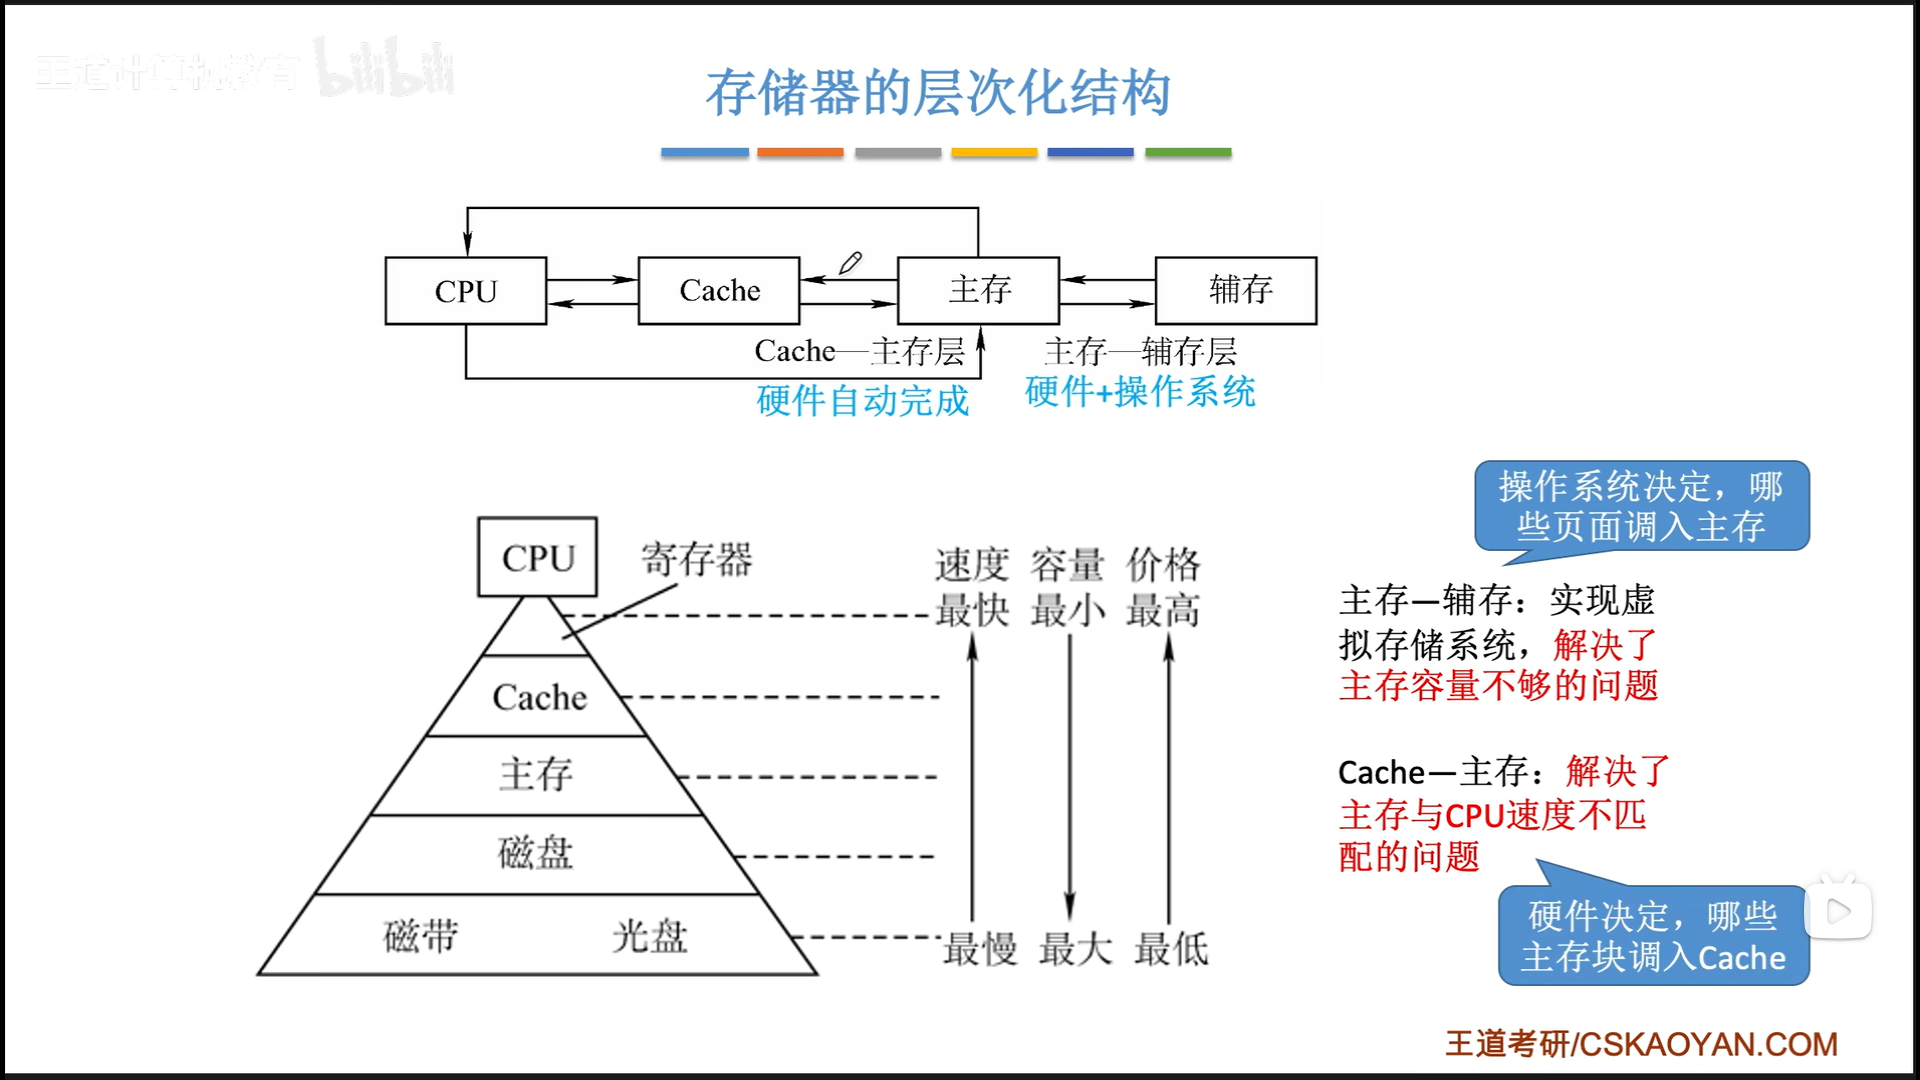 王道计算机教育 bilibili
存储器的层次化结构
CPU
Cache
主存
辅存
Cache—主存层
主存—辅存层
硬件自动完成
硬件+操作系统
操作系统决定，哪
些页面调入主存
CPU
寄存器
速度 容量 价格
最快 最小 最高
Cache
主存
磁盘
磁带
光盘
最慢 最大 最低
主存—辅存：实现虚
拟存储系统，解决了
主存容量不够的问题
Cache—主存：解决了
主存与CPU速度不匹
配的问题
硬件决定，哪些
主存块调入Cache
王道考研/CSKAOYAN.COM